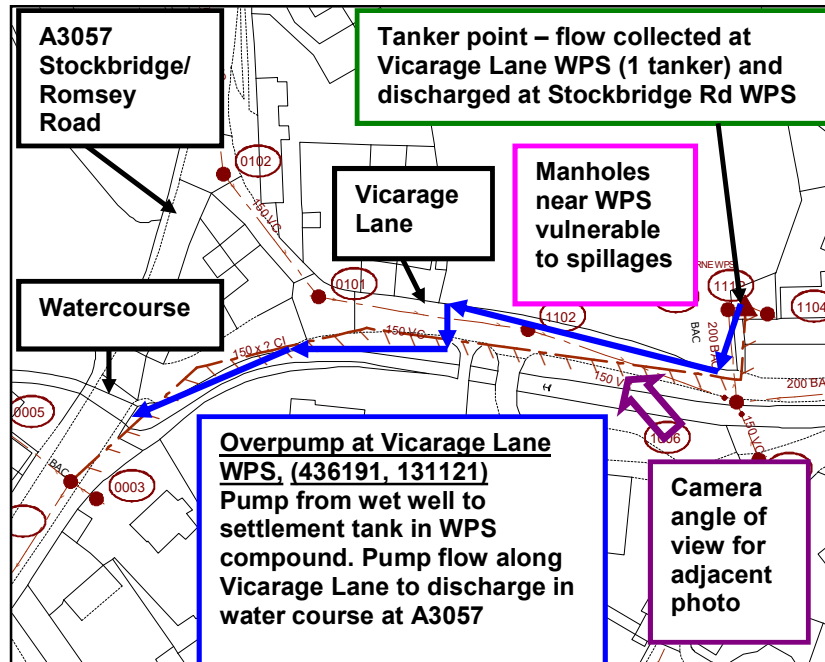 A3057
Stockbridge/
Romsey
Road
Tanker point – flow collected at
Vicarage Lane WPS (1 tanker) and
discharged at Stockbridge Rd WPS
0102
Vicarage
Lane
Manholes
near WPS
vulnerable
to spillages
150 VC
Watercourse
0101
1102
1104
BAC
200 BAC
150 VC
150 x ? CI
150 V
200 BA
0005
BAC
0003
150 VC
Overpump at Vicarage Lane
WPS, (436191, 131121)
Pump from wet well to
settlement tank in WPS
compound. Pump flow along
Vicarage Lane to discharge in
water course at A3057
Camera
angle of
view for
adjacent
photo